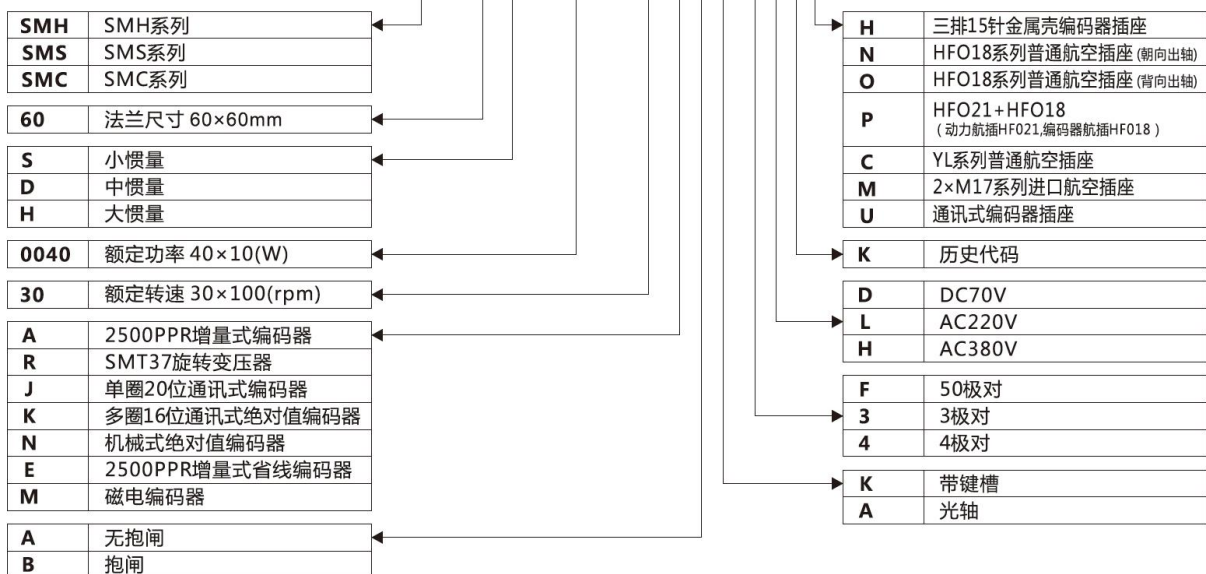 SMH SMH系列
SMS SMS系列
SMC SMC系列
60 法兰尺寸 60×60mm
S 小惯量
D 中惯量
H 大惯量
0040 额定功率 40×10(W)
30 额定转速 30×100(rpm)
A 2500PPR增量式编码器
R SMT37旋转变压器
J 单圈20位通讯式编码器
K 多圈16位通讯式绝对值编码器
N 机械式绝对值编码器
E 2500PPR增量式省线编码器
M 磁电编码器
A 无抱闸
B 抱闸
H 三排15针金属壳编码器插座
N HFO18系列普通航空插座 (朝向出轴)
O HFO18系列普通航空插座 (背向出轴)
P HFO21+HFO18
(动力航插HF021,编码器航插HF018)
C YL系列普通航空插座
M 2×M17系列进口航空插座
U 通讯式编码器插座
K 历史代码
D DC70V
L AC220V
H AC380V
F 50极对
3 3极对
4 4极对
K 带键槽
A 光轴